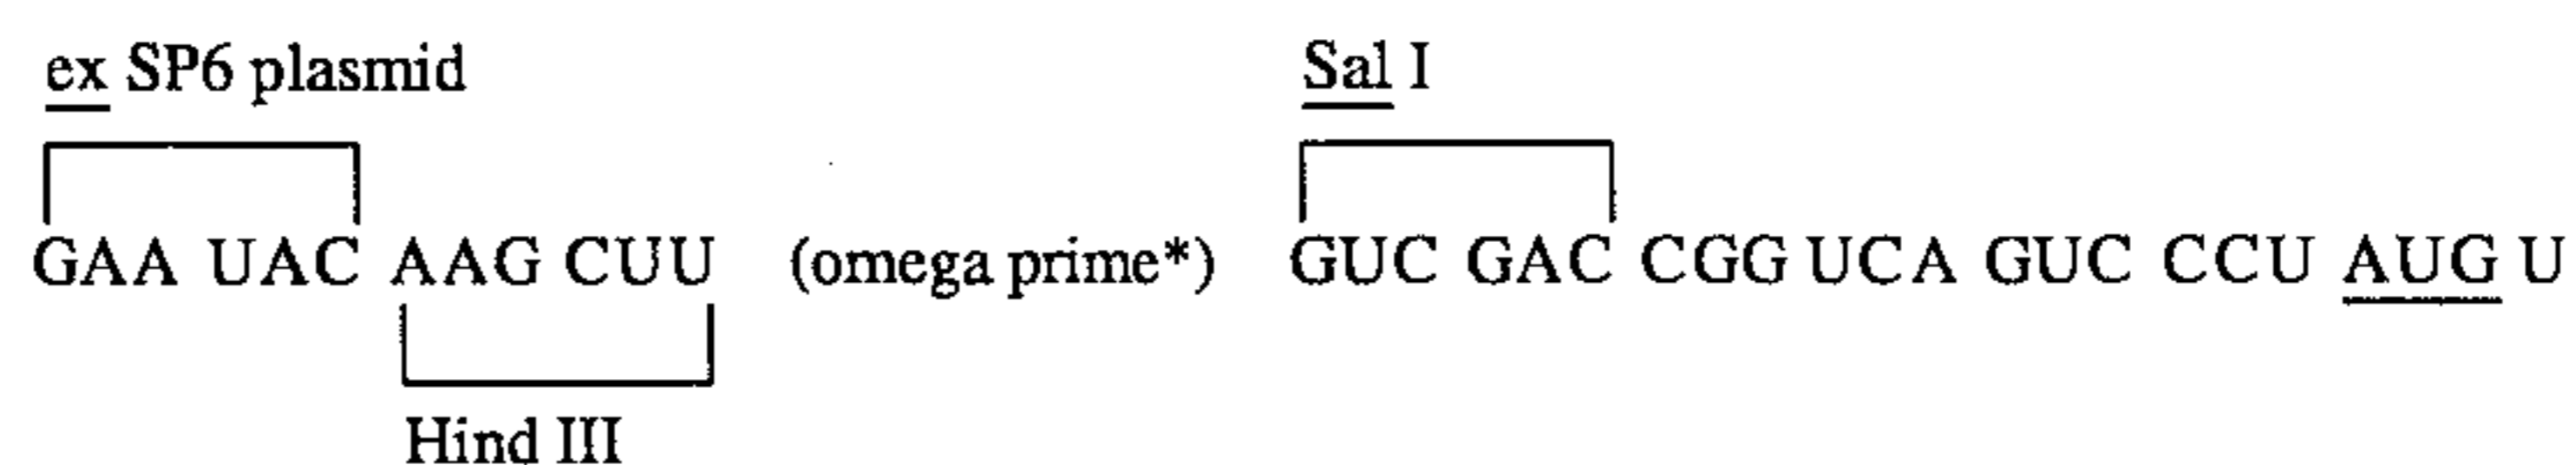 ex SP6 plasmid Sal I
GAA UAC AAG CUU (omega prime*) GUC GAC CGG UCA GUC CCU AUG U
Hind III